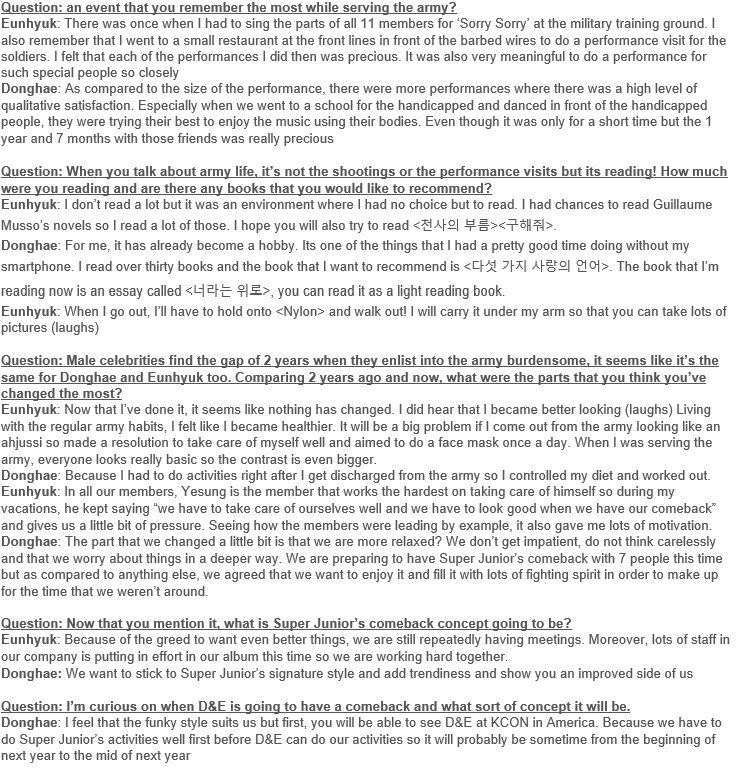 Question: an event that you remember the most while serving the army?
Eunhyuk: There was once when I had to sing the parts of all 11 members for ‘Sorry Sorry’ at the military training ground. I
also remember that I went to a small restaurant at the front lines in front of the barbed wires to do a performance visit for the
soldiers. I felt that each of the performances I did then was precious. It was also very meaningful to do a performance for
such special people so closely
Donghae: As compared to the size of the performance, there were more performances where there was a high level of
qualitative satisfaction. Especially when we went to a school for the handicapped and danced in front of the handicapped
people, they were trying their best to enjoy the music using their bodies. Even though it was only for a short time but the 1
year and 7 months with those friends was really precious
Question: When you talk about army life, it’s not the shootings or the performance visits but its reading! How much
were you reading and are there any books that you would like to recommend?
Eunhyuk: I don’t read a lot but it was an environment where I had no choice but to read. I had chances to read Guillaume
Musso’s novels so I read a lot of those. I hope you will also try to read <천사의 부름><구해줘>.
Donghae: For me, it has already become a hobby. Its one of the things that I had a pretty good time doing without my
smartphone. I read over thirty books and the book that I want to recommend is <다섯 가지 사랑의 언어>. The book that I’m
reading now is an essay called <너라는 위로>, you can read it as a light reading book.
Eunhyuk: When I go out, I’ll have to hold onto <Nylon> and walk out! I will carry it under my arm so that you can take lots of
pictures (laughs)
Question: Male celebrities find the gap of 2 years when they enlist into the army burdensome, it seems like it’s the
same for Donghae and Eunhyuk too. Comparing 2 years ago and now, what were the parts that you think you’ve
changed the most?
Eunhyuk: Now that I’ve done it, it seems like nothing has changed. I did hear that I became better looking (laughs) Living
with the regular army habits, I felt like I became healthier. It will be a big problem if I come out from the army looking like an
ahjussi so made a resolution to take care of myself well and aimed to do a face mask once a day. When I was serving the
army, everyone looks really basic so the contrast is even bigger.
Donghae: Because I had to do activities right after I get discharged from the army so I controlled my diet and worked out.
Eunhyuk: In all our members, Yesung is the member that works the hardest on taking care of himself so during my
vacations, he kept saying “we have to take care of ourselves well and we have to look good when we have our comeback”
and gives us a little bit of pressure. Seeing how the members were leading by example, it also gave me lots of motivation.
Donghae: The part that we changed a little bit is that we are more relaxed? We don’t get impatient, do not think carelessly
and that we worry about things in a deeper way. We are preparing to have Super Junior’s comeback with 7 people this time
but as compared to anything else, we agreed that we want to enjoy it and fill it with lots of fighting spirit in order to make up
for the time that we weren’t around.
Question: Now that you mention it, what is Super Junior’s comeback concept going to be?
Eunhyuk: Because of the greed to want even better things, we are still repeatedly having meetings. Moreover, lots of staff in
our company is putting in effort in our album this time so we are working hard together.
Donghae: We want to stick to Super Junior’s signature style and add trendiness and show you an improved side of us
Question: I’m curious on when D&E is going to have a comeback and what sort of concept it will be.
Donghae: I feel that the funky style suits us but first, you will be able to see D&E at KCON in America. Because we have to
do Super Junior’s activities well first before D&E can do our activities so it will probably be sometime from the beginning of
next year to the mid of next year